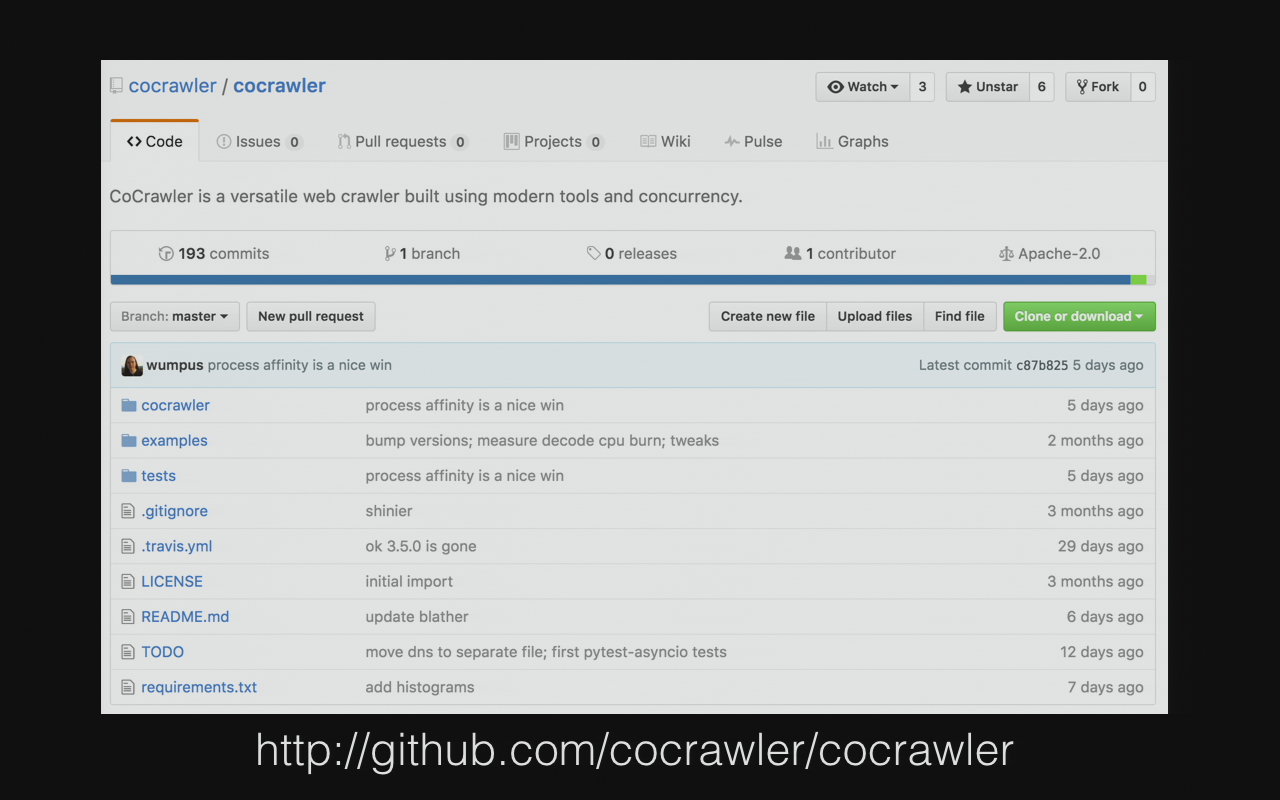 cocrawler / cocrawler Watch 3 Unstar 6 Fork 0
Code Issues 0 Pull requests 0 Projects 0 Wiki Pulse Graphs
CoCrawler is a versatile web crawler built using modern tools and concurrency.
193 commits 1 branch 0 releases 1 contributor Apache-2.0
Branch: master New pull request Create new file Upload files Find file Clone or download
wumpus process affinity is a nice win Latest commit c87b825 5 days ago
cocrawler process affinity is a nice win 5 days ago
examples bump versions; measure decode cpu burn; tweaks 2 months ago
tests process affinity is a nice win 5 days ago
.gitignore shinier 3 months ago
.travis.yml ok 3.5.0 is gone 29 days ago
LICENSE initial import 3 months ago
README.md update blather 6 days ago
TODO move dns to separate file; first pytest-asyncio tests 12 days ago
requirements.txt add histograms 7 days ago
http://github.com/cocrawler/cocrawler